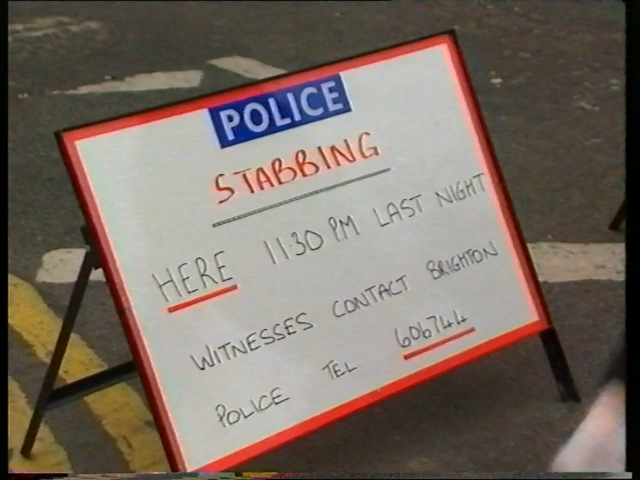 POLICE
STABBING
HERE 11.30 PM LAST NIGHT
WITNESSES CONTACT BRIGHTON
POLICE TEL 606744